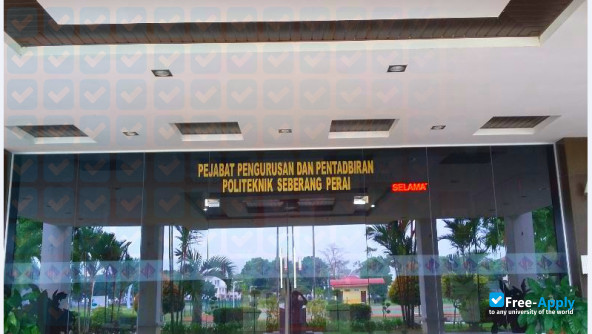 PEJABAT PENGURUSAN DAN PENTADBIRAN
POLITEKNIK SEBERANG PERAI
SELAMA
Free-Apply
to any university of the world